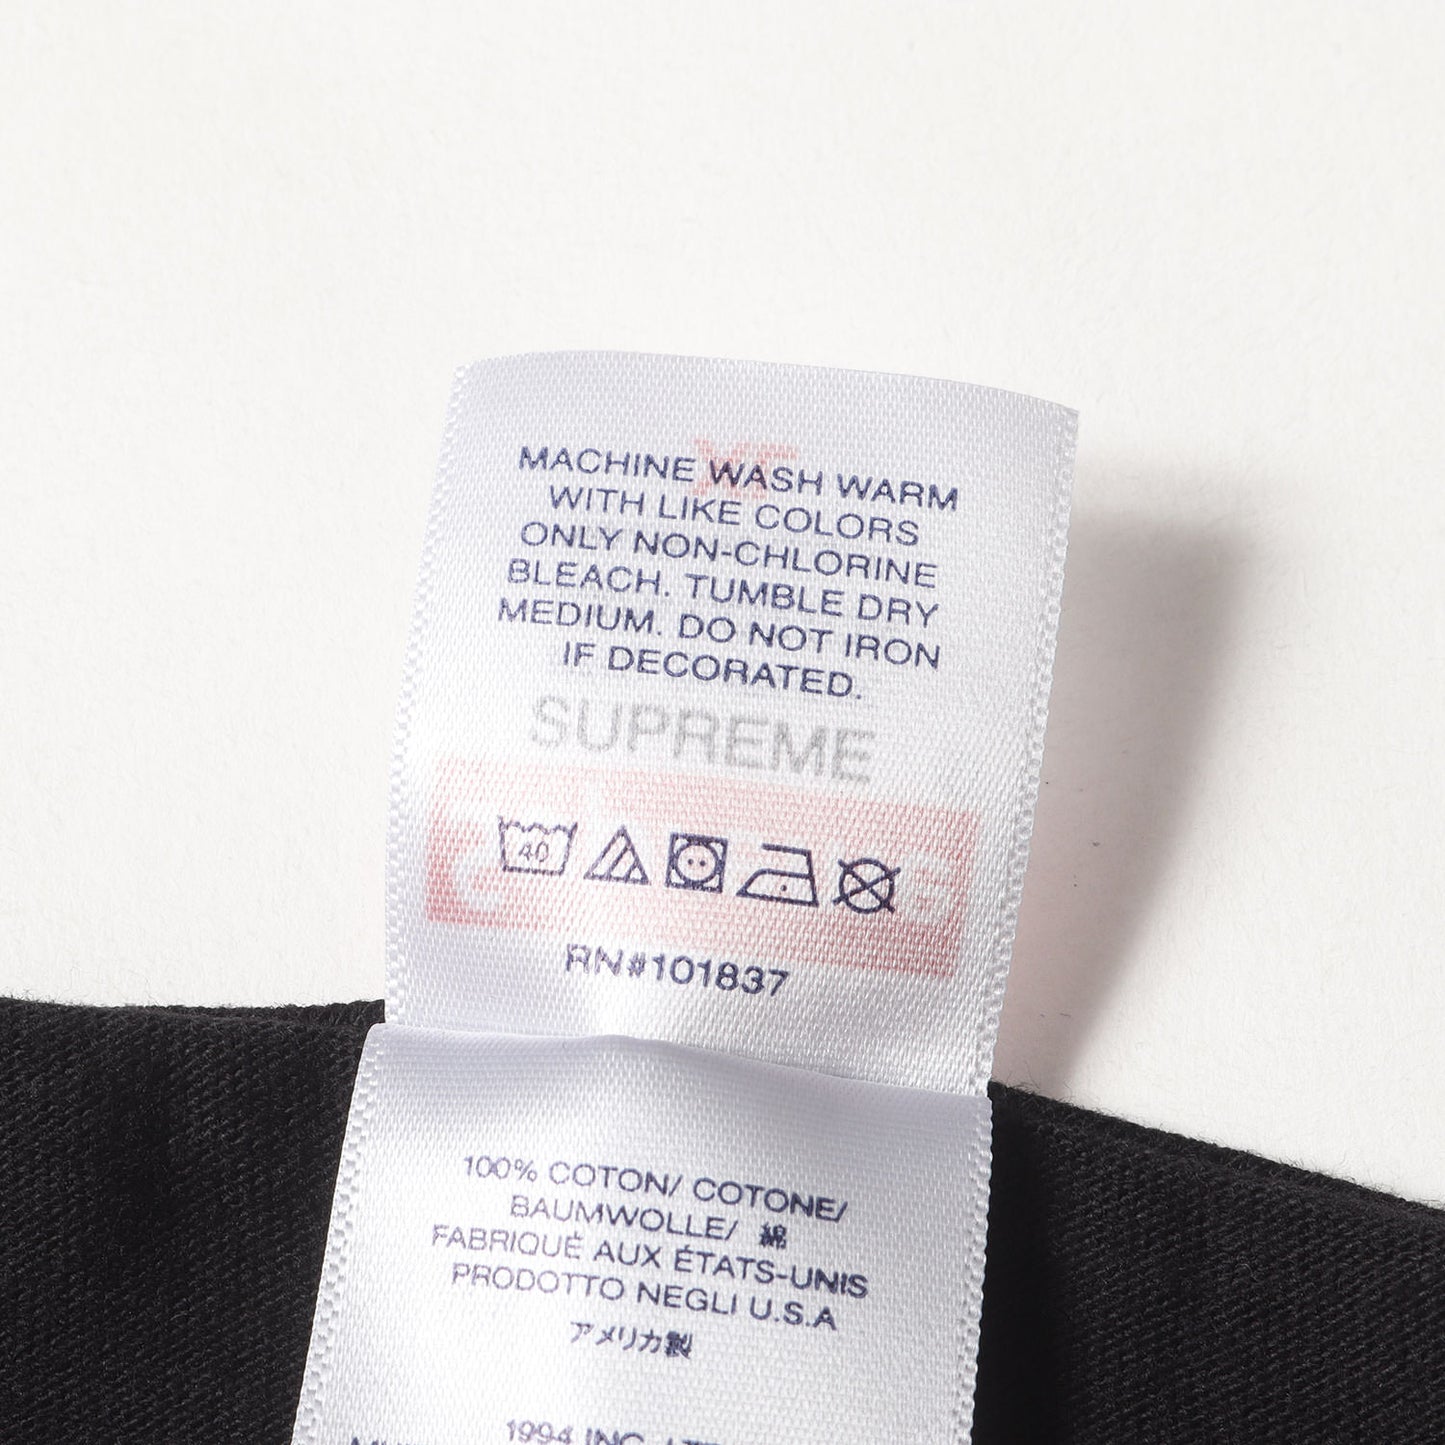 MACHINE WASH WARM
WITH LIKE COLORS
ONLY NON-CHLORINE
BLEACH. TUMBLE DRY
MEDIUM. DO NOT IRON
IF DECORATED.
SUPREME
40
RN#101837
100% COTON/ COTONE/
BAUMWOLLE/ 綿
FABRIQUÉ AUX ÉTATS-UNIS
PRODOTTO NEGLI U.S.A
アメリカ製
1994 INC.